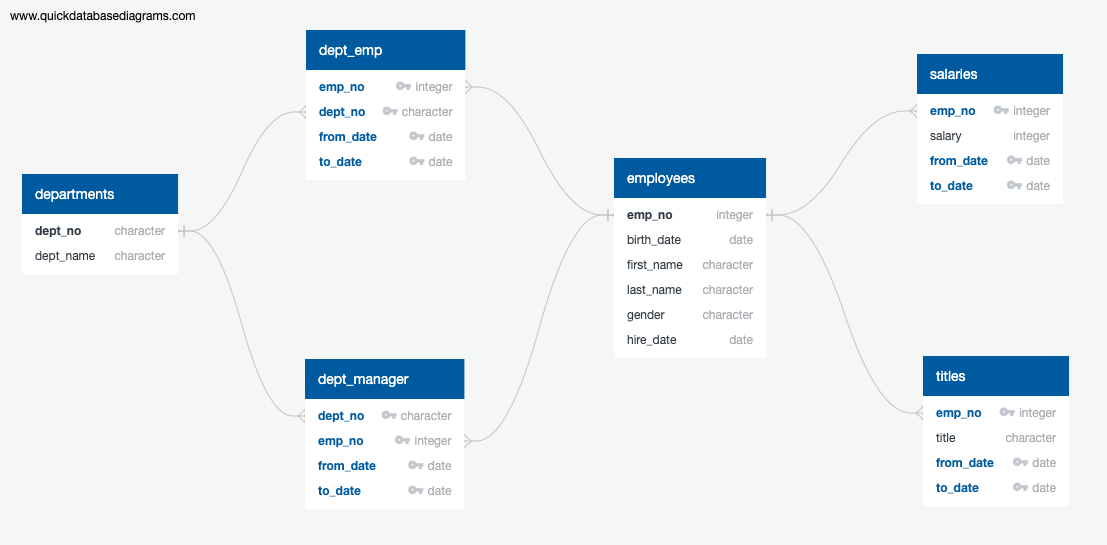 www.quickdatabasediagrams.com
dept_emp
emp_no integer
dept_no character
from_date date
to_date date
salaries
emp_no integer
salary integer
from_date date
to_date date
departments
dept_no character
dept_name character
employees
emp_no integer
birth_date date
first_name character
last_name character
gender character
hire_date date
dept_manager
dept_no character
emp_no integer
from_date date
to_date date
titles
emp_no integer
title character
from_date date
to_date date